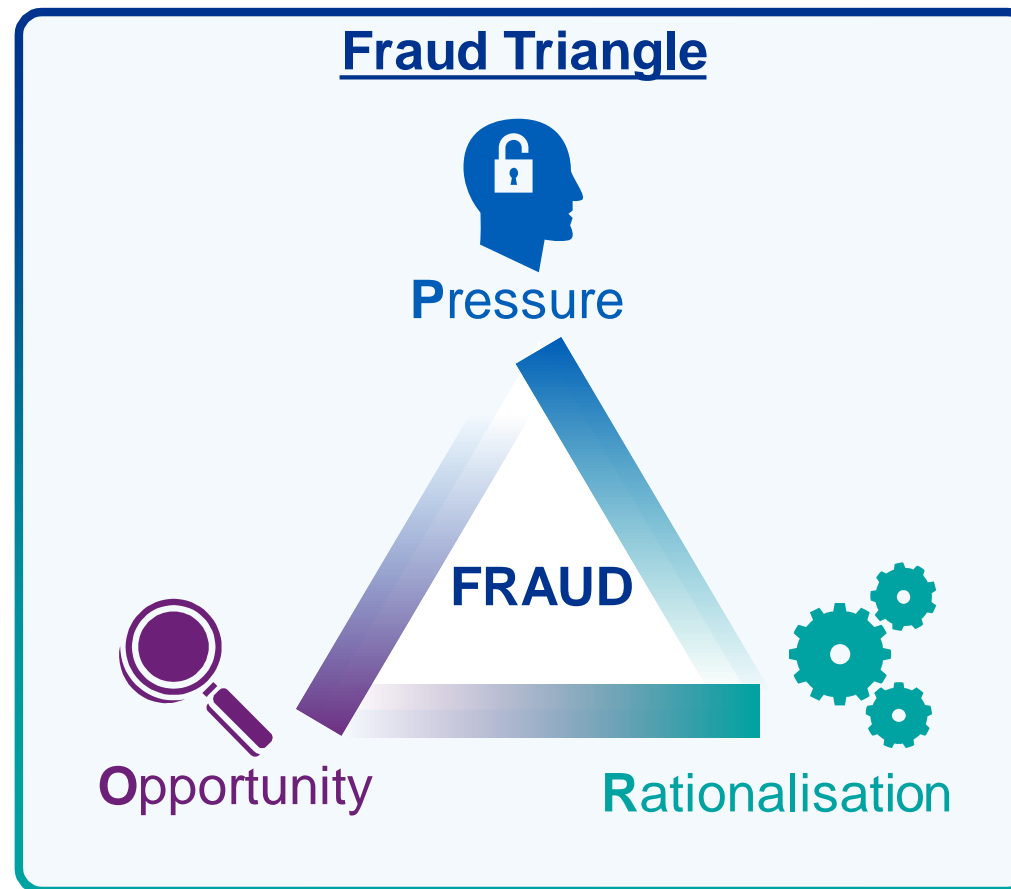 Fraud Triangle
Pressure
FRAUD
Opportunity
Rationalisation